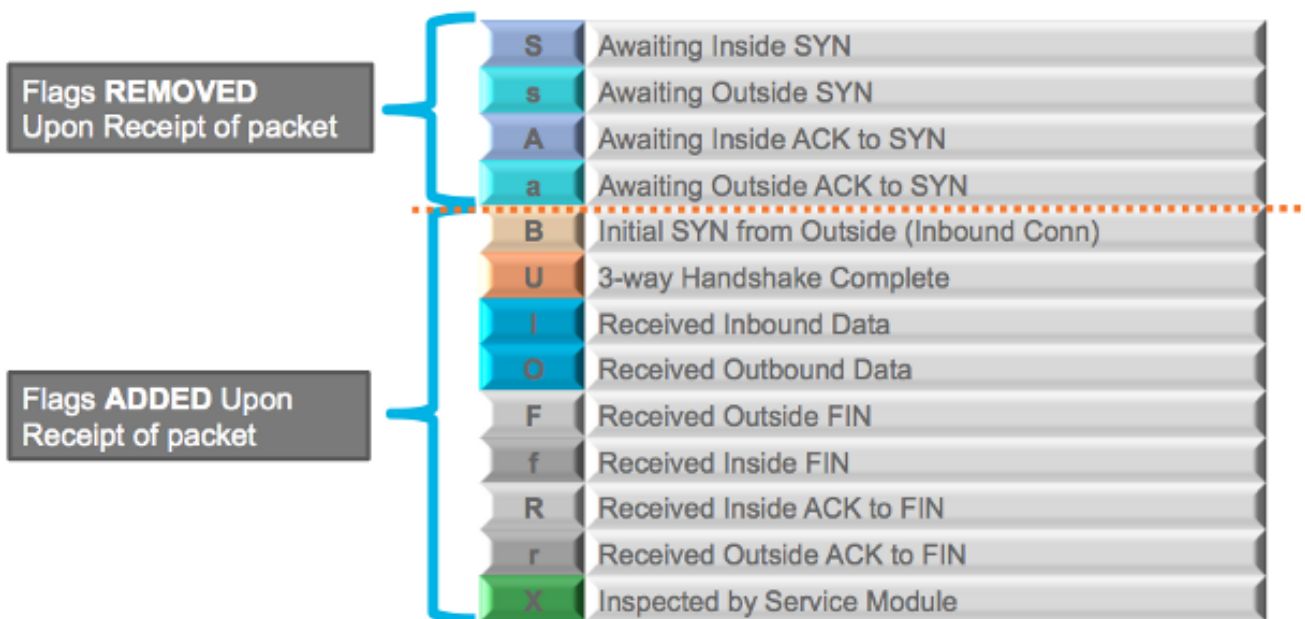 S Awaiting Inside SYN
Flags REMOVED
Upon Receipt of packet
s Awaiting Outside SYN
A Awaiting Inside ACK to SYN
a Awaiting Outside ACK to SYN
B Initial SYN from Outside (Inbound Conn)
U 3-way Handshake Complete
I Received Inbound Data
O Received Outbound Data
Flags ADDED Upon
Receipt of packet
F Received Outside FIN
f Received Inside FIN
R Received Inside ACK to FIN
r Received Outside ACK to FIN
X Inspected by Service Module